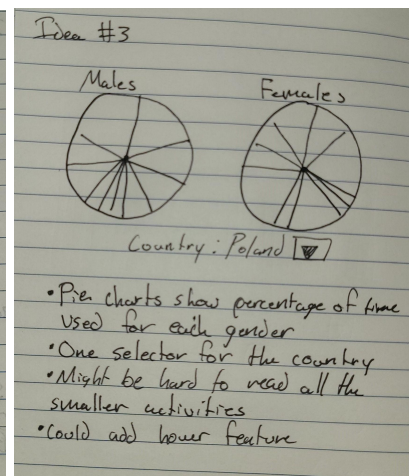 Idea #3
Males Females
Country: Poland
• Pie charts show percentage of time
used for each gender
• One selector for the country
• Might be hard to read all the
smaller activities
• Could add hover feature